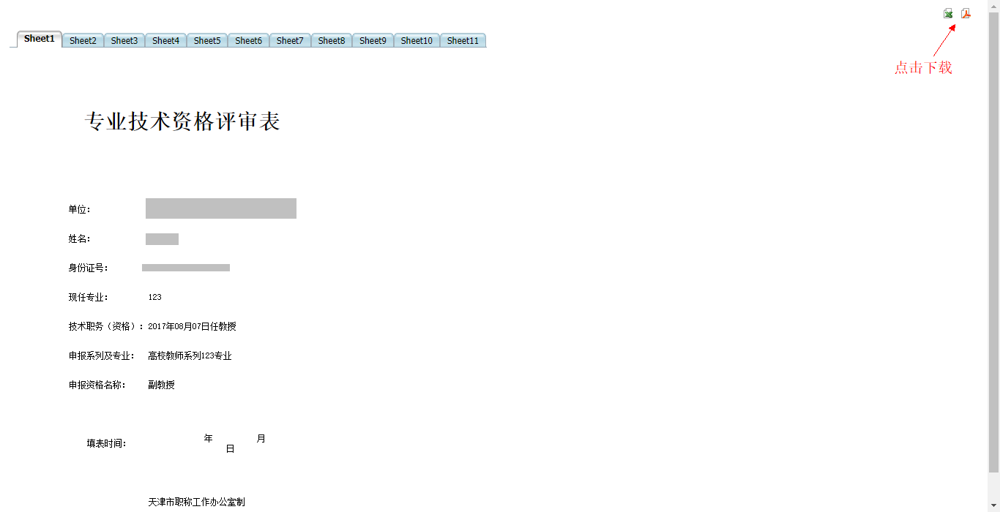 Sheet1 Sheet2 Sheet3 Sheet4 Sheet5 Sheet6 Sheet7 Sheet8 Sheet9 Sheet10 Sheet11
点击下载
专业技术资格评审表
单位：
姓名：
身份证号：
现任专业： 123
技术职务（资格）：2017年08月07日任教授
申报系列及专业： 高校教师系列123专业
申报资格名称： 副教授
填表时间： 年 月
日
天津市职称工作办公室制